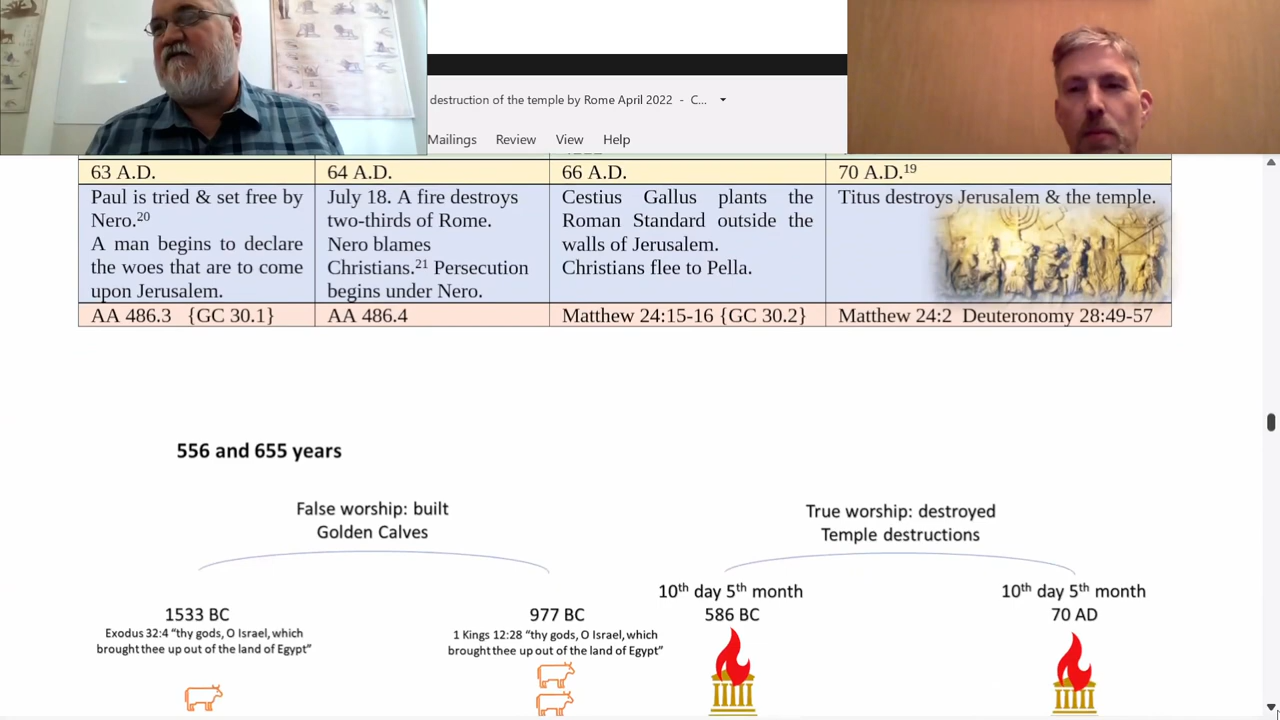 destruction of the temple by Rome April 2022 - C...
Mailings Review View Help
63 A.D.
64 A.D.
66 A.D.
70 A.D.19
Paul is tried & set free by
Nero.20
A man begins to declare
the woes that are to come
upon Jerusalem.
July 18. A fire destroys
two-thirds of Rome.
Nero blames
Christians.21 Persecution
begins under Nero.
Cestius Gallus plants the
Roman Standard outside the
walls of Jerusalem.
Christians flee to Pella.
Titus destroys Jerusalem & the temple.
AA 486.3 {GC 30.1}
AA 486.4
Matthew 24:15-16 {GC 30.2}
Matthew 24:2 Deuteronomy 28:49-57
556 and 655 years
False worship: built
Golden Calves
True worship: destroyed
Temple destructions
1533 BC
Exodus 32:4 “thy gods, O Israel, which
brought thee up out of the land of Egypt”
977 BC
1 Kings 12:28 “thy gods, O Israel, which
brought thee up out of the land of Egypt”
10th day 5th month
586 BC
10th day 5th month
70 AD